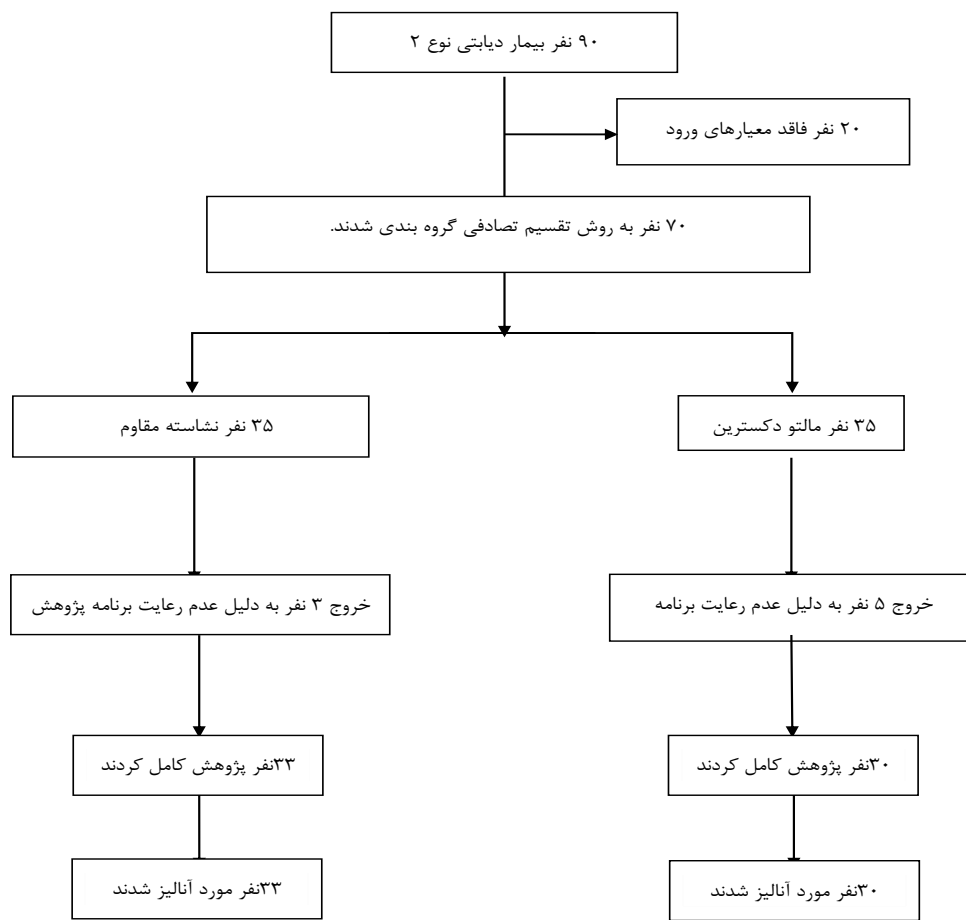 ۹۰ نفر بیمار دیابتی نوع ۲
۲۰ نفر فاقد معیارهای ورود
۷۰ نفر به روش تقسیم تصادفی گروه بندی شدند.
۳۵ نفر مالتو دکسترین
۳۵ نفر نشاسته مقاوم
خروج ۵ نفر به دلیل عدم رعایت برنامه
خروج ۳ نفر به دلیل عدم رعایت برنامه پژوهش
۳۰نفر پژوهش کامل کردند
۳۳نفر پژوهش کامل کردند
۳۰نفر مورد آنالیز شدند
۳۳نفر مورد آنالیز شدند